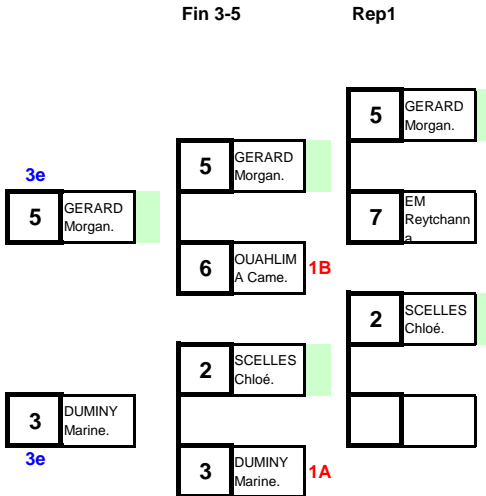 Fin 3-5 Rep1
5 GERARD
Morgan.
5 GERARD
Morgan.
3e
5 GERARD
Morgan.
7 EM
Reytchann
a
6 OUAHLIM
A Came.
1B
2 SCELLES
Chloé.
2 SCELLES
Chloé.
3 DUMINY
Marine.
3e
3 DUMINY
Marine.
1A